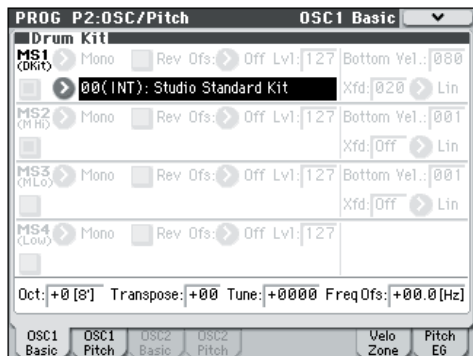 PROG P2:OSC/Pitch OSC1 Basic
Drum Kit
MS1 Mono Rev Ofs: Off Lvl: 127 Bottom Vel.: 080
(DKit) 00(INT): Studio Standard Kit Xfd: 020 Lin
MS2 Mono Rev Ofs: Off Lvl: 127 Bottom Vel.: 001
(M Hi) Xfd: Off Lin
MS3 Mono Rev Ofs: Off Lvl: 127 Bottom Vel.: 001
(MLo) Xfd: Off Lin
MS4 Mono Rev Ofs: Off Lvl: 127
(Low)
Oct: +0 [8'] Transpose: +00 Tune: +0000 Freq Ofs: +00.0 [Hz]
OSC1 Basic OSC1 Pitch OSC2 Basic OSC2 Pitch Velo Zone Pitch EG